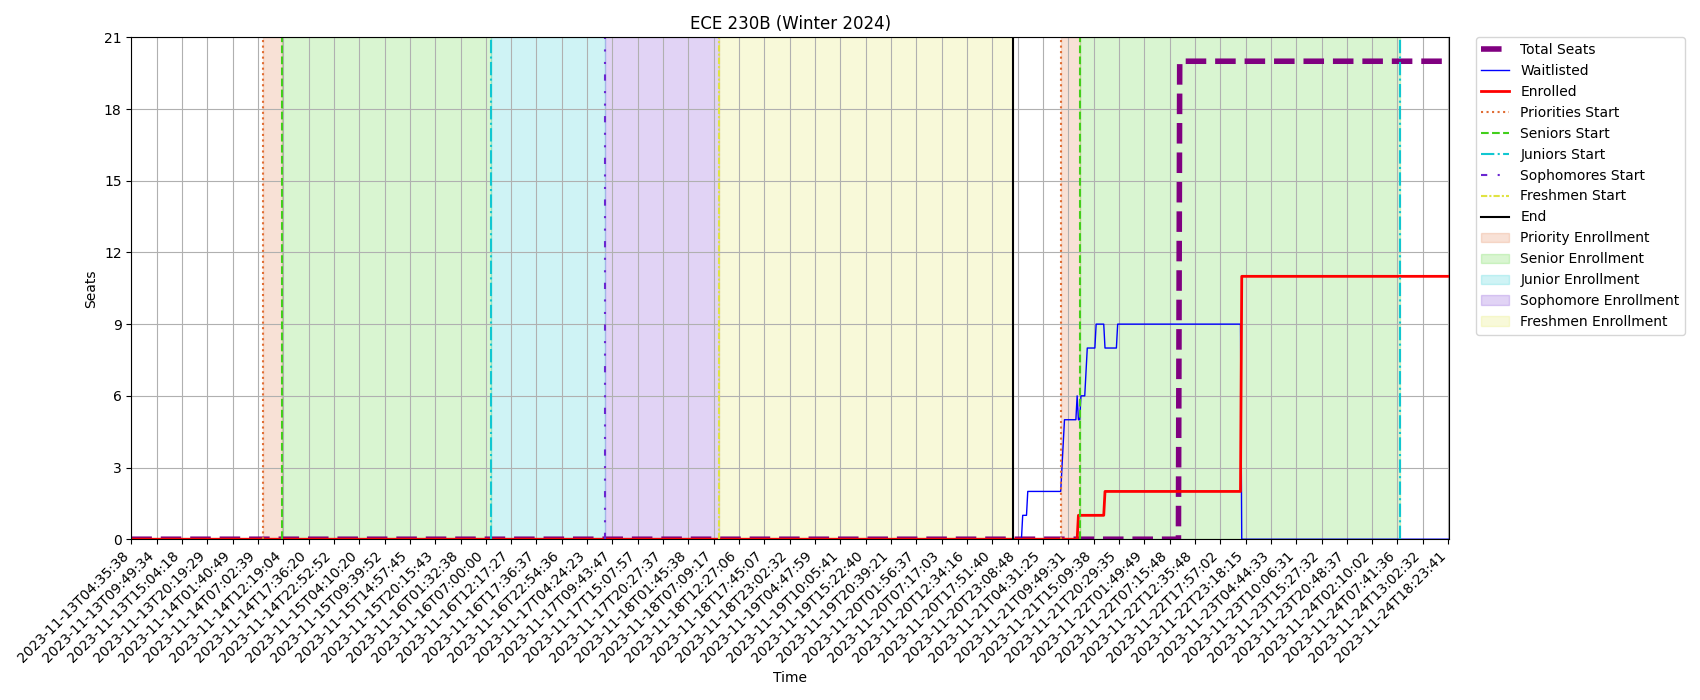 ECE 230B (Winter 2024)
21
18
15
12
9
6
3
0
Seats
2023-11-13T04:35:38
2023-11-13T09:49:34
2023-11-13T15:04:18
2023-11-13T20:19:29
2023-11-14T01:40:49
2023-11-14T07:02:39
2023-11-14T12:19:04
2023-11-14T17:36:20
2023-11-14T22:52:52
2023-11-15T04:10:20
2023-11-15T09:39:52
2023-11-15T14:57:45
2023-11-15T20:15:43
2023-11-16T01:32:38
2023-11-16T07:00:00
2023-11-16T12:17:27
2023-11-16T17:36:37
2023-11-16T22:54:36
2023-11-17T04:24:23
2023-11-17T09:43:47
2023-11-17T15:07:57
2023-11-17T20:27:37
2023-11-18T01:45:38
2023-11-18T07:09:17
2023-11-18T12:27:06
2023-11-18T17:45:07
2023-11-18T23:02:32
2023-11-19T04:47:59
2023-11-19T10:05:41
2023-11-19T15:22:40
2023-11-19T20:39:21
2023-11-20T01:56:37
2023-11-20T07:17:03
2023-11-20T12:34:16
2023-11-20T17:51:40
2023-11-20T23:08:48
2023-11-21T04:31:25
2023-11-21T09:49:31
2023-11-21T15:09:38
2023-11-21T20:29:35
2023-11-22T01:49:49
2023-11-22T07:15:48
2023-11-22T12:35:48
2023-11-22T17:57:02
2023-11-22T23:18:15
2023-11-23T04:44:33
2023-11-23T10:06:31
2023-11-23T15:27:32
2023-11-23T20:48:37
2023-11-24T02:10:02
2023-11-24T07:41:36
2023-11-24T13:02:32
2023-11-24T18:23:41
Time
Total Seats
Waitlisted
Enrolled
Priorities Start
Seniors Start
Juniors Start
Sophomores Start
Freshmen Start
End
Priority Enrollment
Senior Enrollment
Junior Enrollment
Sophomore Enrollment
Freshmen Enrollment